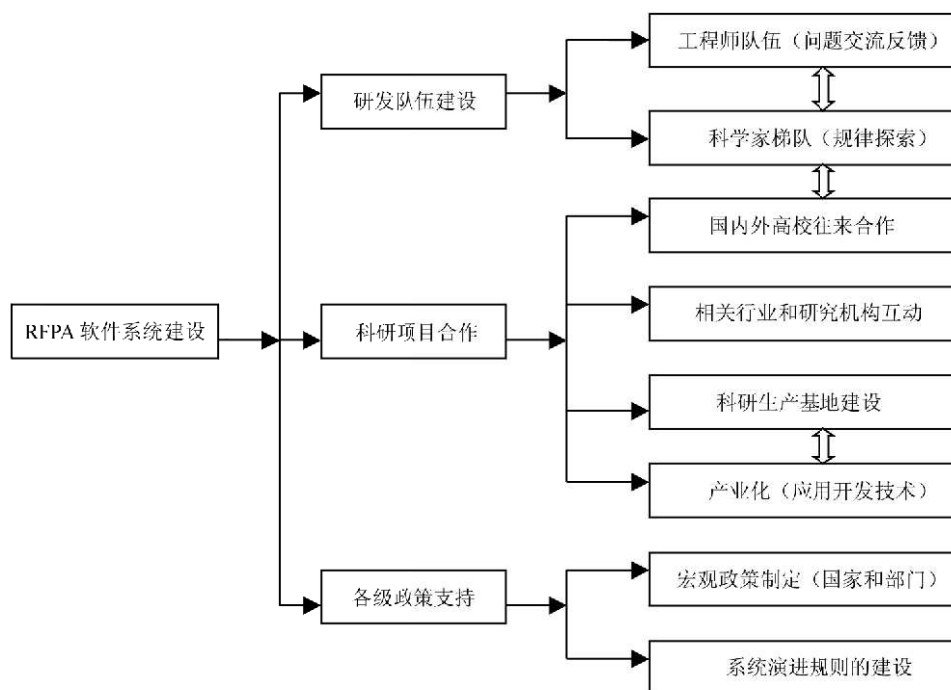 工程师队伍（问题交流反馈）
研发队伍建设
科学家梯队（规律探索）
国内外高校往来合作
相关行业和研究机构互动
RFPA 软件系统建设
科研项目合作
科研生产基地建设
产业化（应用开发技术）
宏观政策制定（国家和部门）
各级政策支持
系统演进规则的建设